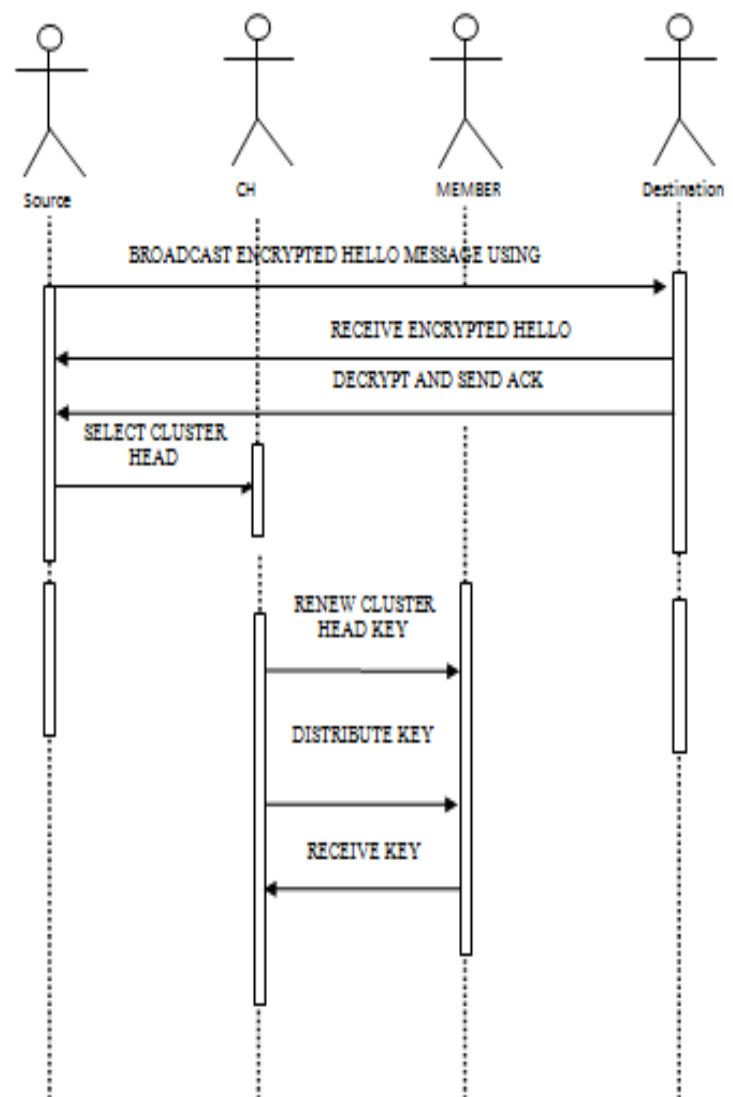 Source
CH
MEMBER
Destination
BROADCAST ENCRYPTED HELLO MESSAGE USING
RECEIVE ENCRYPTED HELLO
DECRYPT AND SEND ACK
SELECT CLUSTER
HEAD
RENEW CLUSTER
HEAD KEY
DISTRIBUTE KEY
RECEIVE KEY